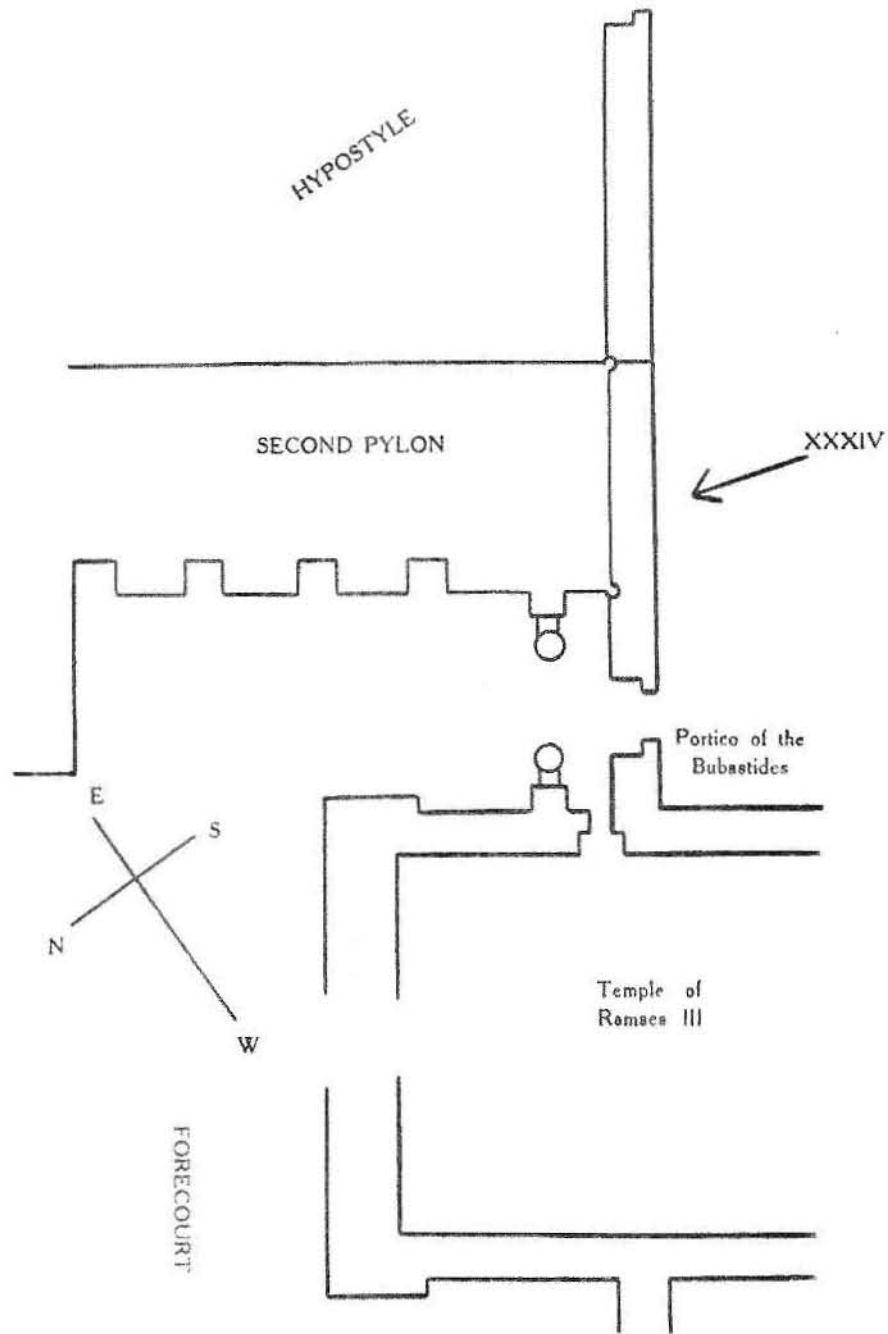 HYPOSTYLE
SECOND PYLON
XXXIV
Portico of the
Bubastides
E
S
N
W
Temple of
Ramses III
FORECOURT